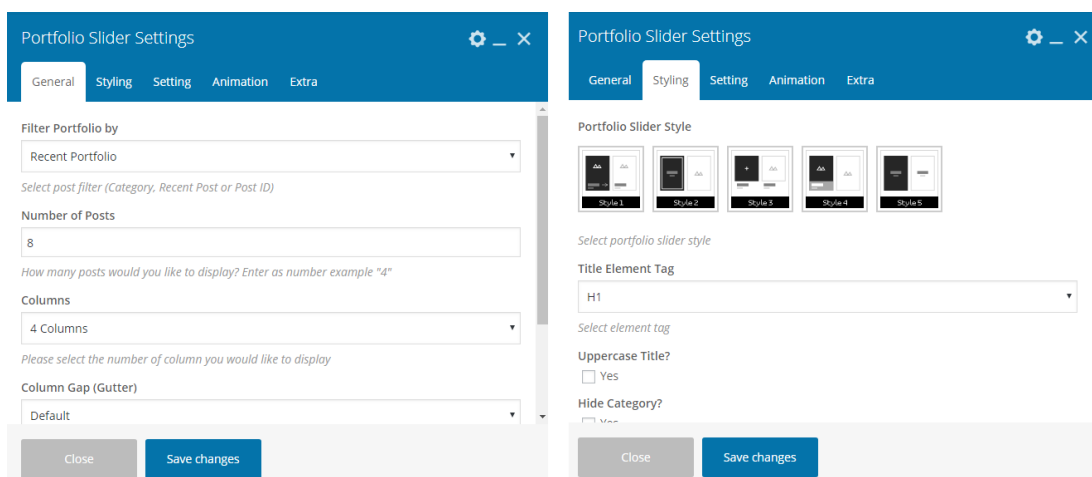 Portfolio Slider Settings
General Styling Setting Animation Extra
Filter Portfolio by
Recent Portfolio
Select post filter (Category, Recent Post or Post ID)
Number of Posts
8
How many posts would you like to display? Enter as number example "4"
Columns
4 Columns
Please select the number of column you would like to display
Column Gap (Gutter)
Default
Close Save changes
Portfolio Slider Settings
General Styling Setting Animation Extra
Portfolio Slider Style
Style 1 Style 2 Style 3 Style 4 Style 5
Select portfolio slider style
Title Element Tag
H1
Select element tag
Uppercase Title?
Yes
Hide Category?
Yes
Close Save changes